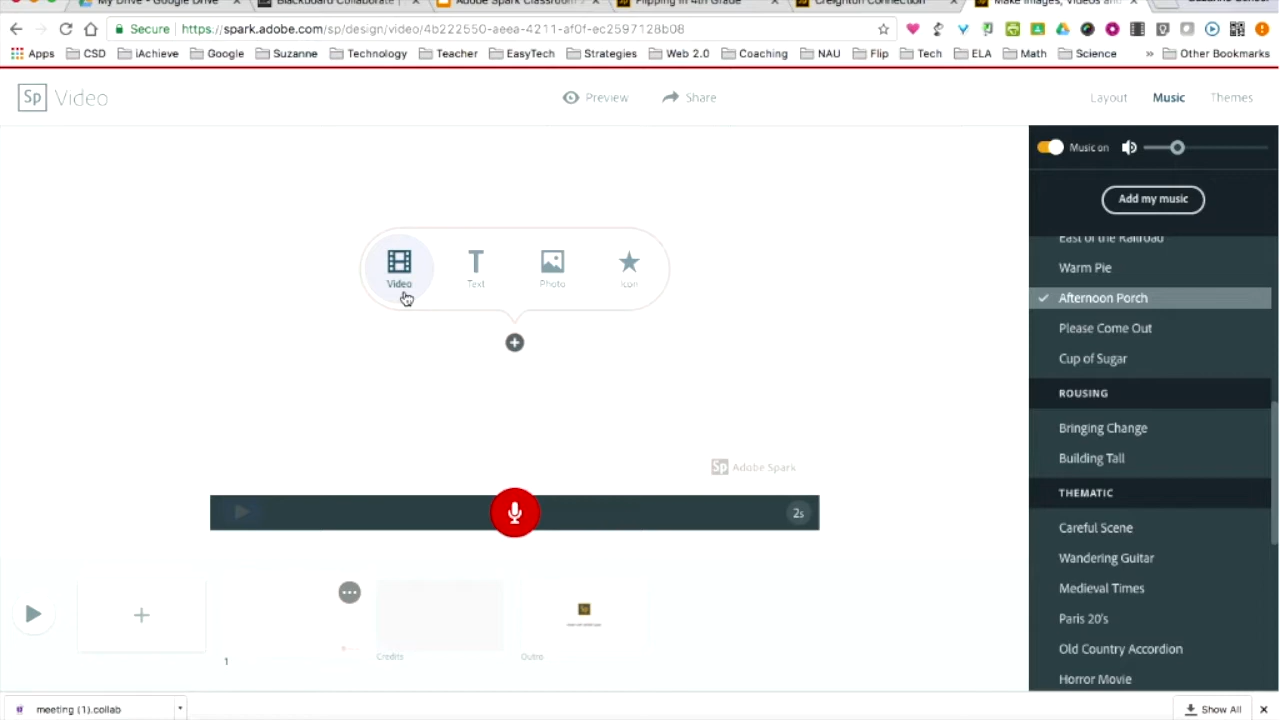 My Drive - Google Drive
Blackboard Collaborate
Adobe Spark Classroom
Flipping in 4th Grade
Creighton Connection
Make Images, Videos and
Secure
https://spark.adobe.com/sp/design/video/4b222550-aeea-4211-af0f-ec2597128b08
Apps CSD iAchieve Google Suzanne Technology Teacher EasyTech Strategies Web 2.0 Coaching NAU Flip Tech ELA Math Science » Other Bookmarks
Sp Video
Preview
Share
Layout
Music
Themes
Music on
Add my music
East of the Railroad
Warm Pie
Afternoon Porch
Please Come Out
Cup of Sugar
ROUSING
Bringing Change
Building Tall
THEMATIC
Careful Scene
Wandering Guitar
Medieval Times
Paris 20's
Old Country Accordion
Horror Movie
Video
Text
Photo
Icon
Sp Adobe Spark
2s
1
Credits
Outro
meeting (1).collab
Show All